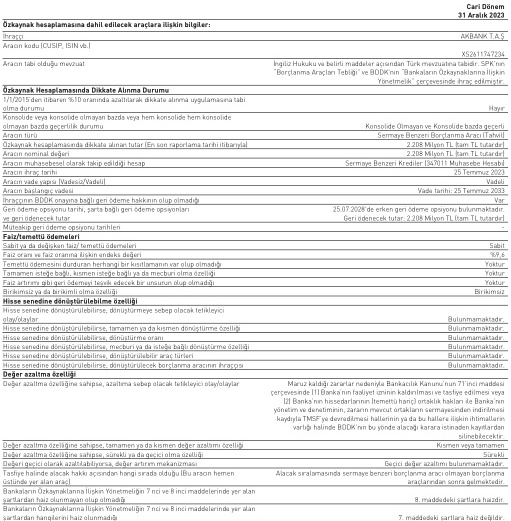 Cari Dönem
31 Aralık 2023
Özkaynak hesaplamasına dahil edilecek araçlara ilişkin bilgiler:
İhraççı AKBANK T.A.Ş
Aracın kodu (CUSIP, ISIN vb.)
XS2611747234
Aracın tabi olduğu mevzuat İngiliz Hukuku ve belirli maddeler açısından Türk mevzuatına tabidir. SPK'nın
"Borçlanma Araçları Tebliği" ve BDDK'nın "Bankaların Özkaynaklarına İlişkin
Yönetmelik" çerçevesinde ihraç edilmiştir.
Özkaynak Hesaplamasında Dikkate Alınma Durumu
1/1/2015'den itibaren %10 oranında azaltılarak dikkate alınma uygulamasına tabi
olma durumu Hayır
Konsolide veya konsolide olmayan bazda veya hem konsolide hem konsolide
olmayan bazda geçerlilik durumu Konsolide Olmayan ve Konsolide bazda geçerli
Aracın türü Sermaye Benzeri Borçlanma Aracı (Tahvil)
Özkaynak hesaplamasında dikkate alınan tutar (En son raporlama tarihi itibarıyla) 2.208 Milyon TL (tam TL tutardır)
Aracın nominal değeri 2.208 Milyon TL (tam TL tutardır)
Aracın muhasebesel olarak takip edildiği hesap Sermaye Benzeri Krediler (347011 Muhasebe Hesabı)
Aracın ihraç tarihi 25 Temmuz 2023
Aracın vade yapısı (Vadesiz/Vadeli) Vadeli
Aracın başlangıç vadesi Vade tarihi: 25 Temmuz 2033
İhraççının BDDK onayına bağlı geri ödeme hakkının olup olmadığı Var
Geri ödeme opsiyonu tarihi, şarta bağlı geri ödeme opsiyonları 25.07.2028'de erken geri ödeme opsiyonu bulunmaktadır.
ve geri ödenecek tutar Geri ödenecek tutar: 2.208 Milyon TL (tam TL tutardır)
Müteakip geri ödeme opsiyonu tarihleri -
Faiz/temettü ödemeleri
Sabit ya da değişken faiz/ temettü ödemeleri Sabit
Faiz oranı ve faiz oranına ilişkin endeks değeri %9,6
Temettü ödemesini durduran herhangi bir kısıtlamanın var olup olmadığı Yoktur
Tamamen isteğe bağlı, kısmen isteğe bağlı ya da mecburi olma özelliği Yoktur
Faiz artırımı gibi geri ödemeyi teşvik edecek bir unsurun olup olmadığı Yoktur
Birikimsiz ya da birikimli olma özelliği Birikimsiz
Hisse senedine dönüştürülebilme özelliği
Hisse senedine dönüştürülebilirse, dönüştürmeye sebep olacak tetikleyici
olay/olaylar Bulunmamaktadır.
Hisse senedine dönüştürülebilirse, tamamen ya da kısmen dönüştürme özelliği Bulunmamaktadır.
Hisse senedine dönüştürülebilirse, dönüştürme oranı Bulunmamaktadır.
Hisse senedine dönüştürülebilirse, mecburi ya da isteğe bağlı dönüştürme özelliği Bulunmamaktadır.
Hisse senedine dönüştürülebilirse, dönüştürülebilir araç türleri Bulunmamaktadır.
Hisse senedine dönüştürülebilirse, dönüştürülecek borçlanma aracının ihraççısı Bulunmamaktadır.
Değer azaltma özelliği
Değer azaltma özelliğine sahipse, azaltıma sebep olacak tetikleyici olay/olaylar Maruz kaldığı zararlar nedeniyle Bankacılık Kanunu'nun 71'inci maddesi
çerçevesinde (1) Banka'nın faaliyet izninin kaldırılması ve tasfiye edilmesi veya
(2) Banka'nın hissedarlarının (temettü hariç) ortaklık hakları ile Banka'nın
yönetim ve denetiminin, zararın mevcut ortakların sermayesinden indirilmesi
kaydıyla TMSF'ye devredilmesi hallerinin ya da bu hallere ilişkin ihtimallerin
varlığı halinde BDDK'nın bu yönde alacağı karara istinaden kayıtlardan
silinebilecektir.
Değer azaltma özelliğine sahipse, tamamen ya da kısmen değer azaltımı özelliği Kısmen veya tamamen
Değer azaltma özelliğine sahipse, sürekli ya da geçici olma özelliği Sürekli
Değeri geçici olarak azaltılabiliyorsa, değer artırım mekanizması Geçici değer azaltımı bulunmamaktadır.
Tasfiye halinde alacak hakkı açısından hangi sırada olduğu (Bu aracın hemen Alacak sıralamasında sermaye benzeri borçlanma aracı olmayan borçlanma
üstünde yer alan araç) araçlarından sonra gelmektedir.
Bankaların Özkaynaklarına İlişkin Yönetmeliğin 7 nci ve 8 inci maddelerinde yer alan
şartlardan haiz olunmayan olup olmadığı 8. maddedeki şartlara haizdir.
Bankaların Özkaynaklarına İlişkin Yönetmeliğin 7 nci ve 8 inci maddelerinde yer alan
şartlardan hangilerini haiz olunmadığı 7. maddedeki şartlara haiz değildir.